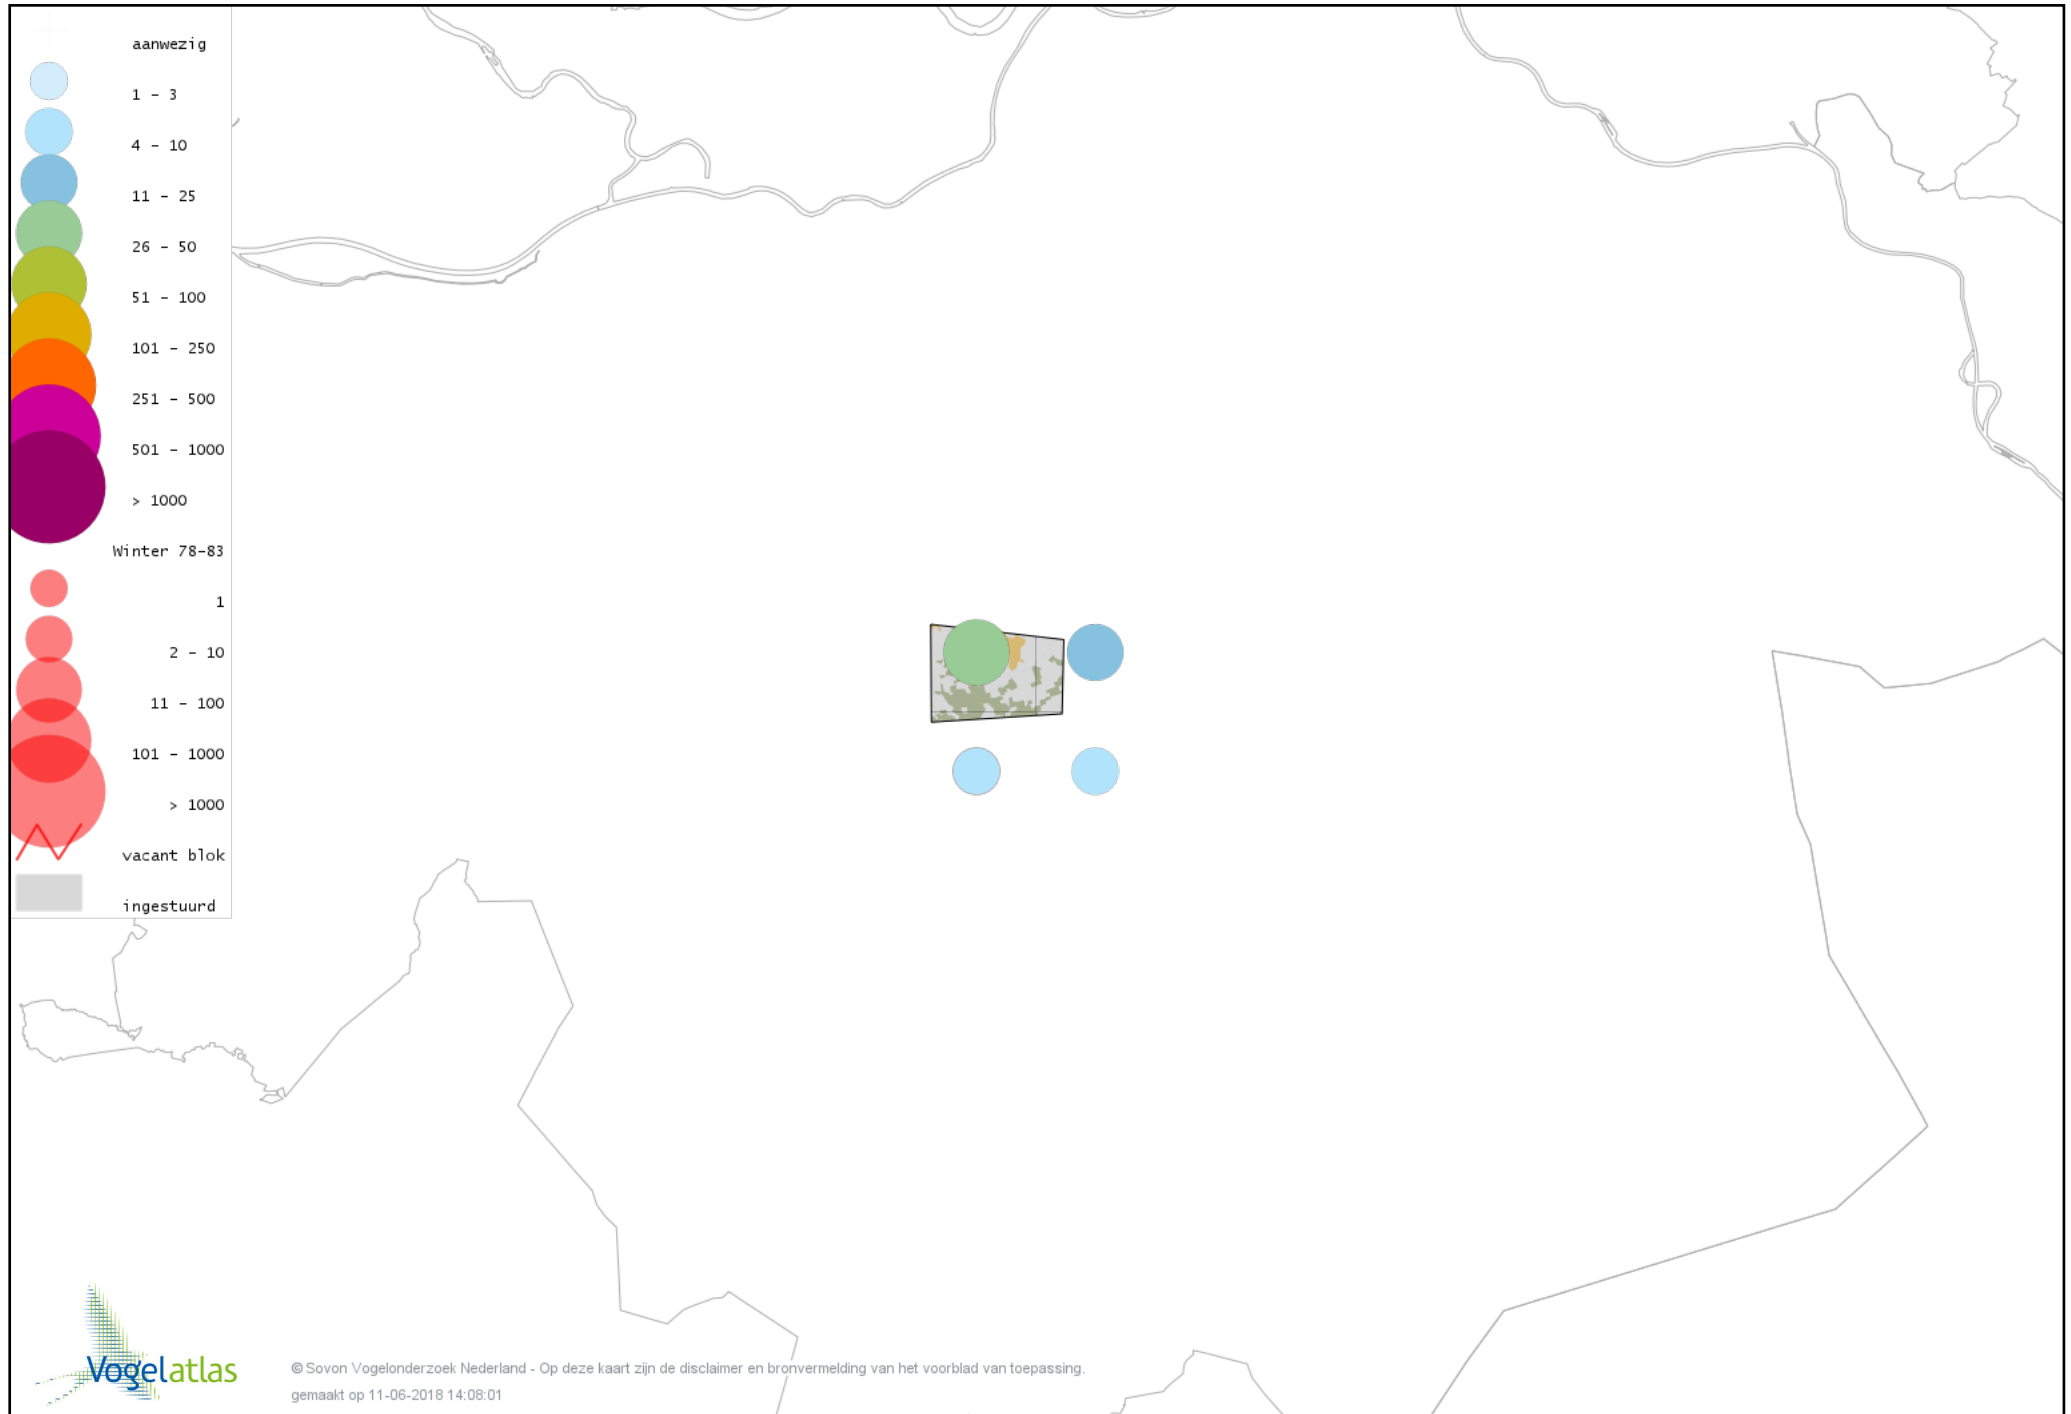 aanwezig
1 - 3
4 - 10
11 - 25
26 - 50
51 - 100
101 - 250
251 - 500
501 - 1000
> 1000
Winter 78-83
1
2 - 10
11 - 100
101 - 1000
> 1000
vacant blok
ingestuurd
Vogelatlas
© Sovon Vogelonderzoek Nederland - Op deze kaart zijn de disclaimer en bronvermelding van het voorblad van toepassing.
gemaakt op 11-06-2018 14:08:01